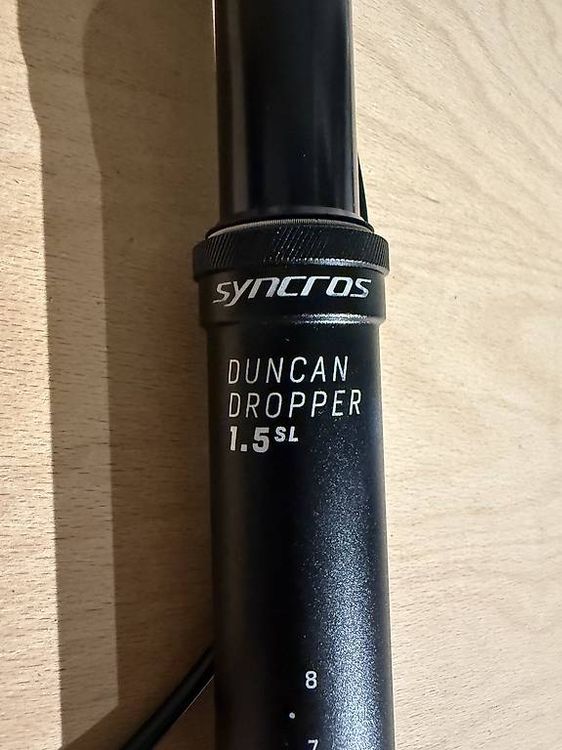 syncros
DUNCAN
DROPPER
1.5SL
8
7